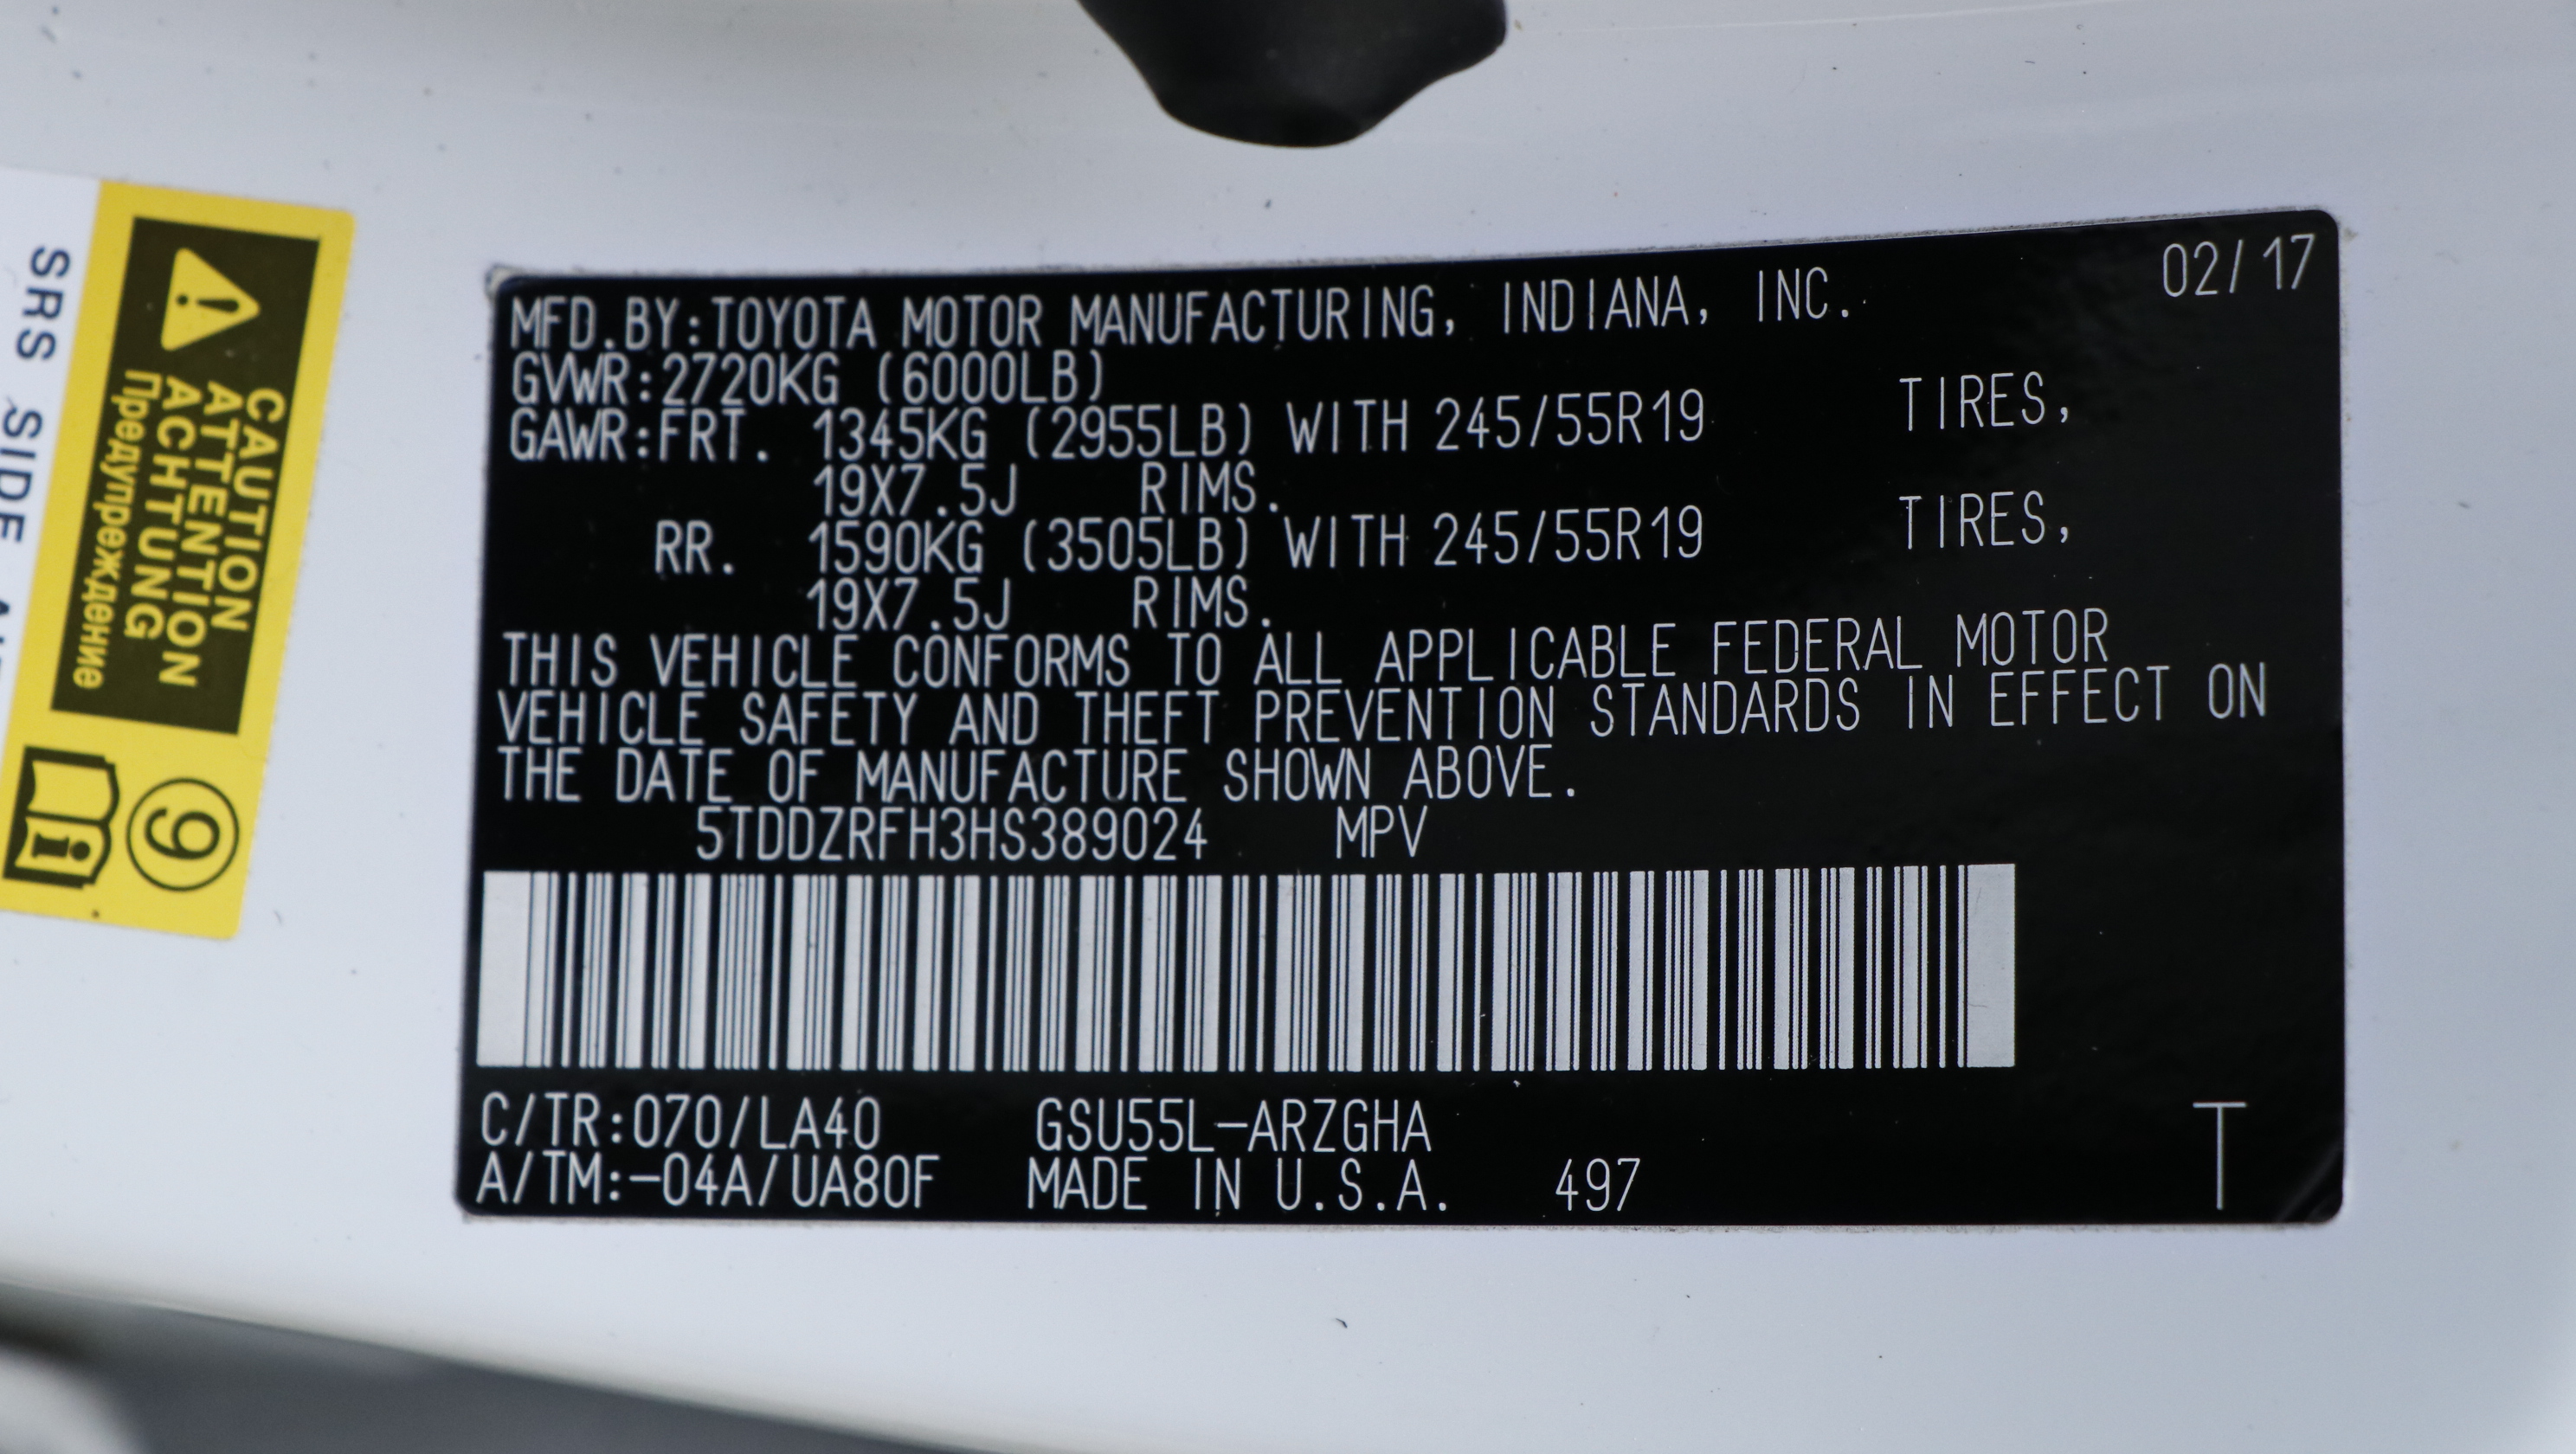 02/17
MFD.BY:TOYOTA MOTOR MANUFACTURING, INDIANA, INC.
GVWR:2720KG (6000LB)
GAWR:FRT. 1345KG (2955LB) WITH 245/55R19 TIRES,
19X7.5J RIMS.
RR. 1590KG (3505LB) WITH 245/55R19 TIRES,
19X7.5J RIMS.
THIS VEHICLE CONFORMS TO ALL APPLICABLE FEDERAL MOTOR
VEHICLE SAFETY AND THEFT PREVENTION STANDARDS IN EFFECT ON
THE DATE OF MANUFACTURE SHOWN ABOVE.
5TDDZRFH3HS389024 MPV
C/TR:070/LA40 GSU55L-ARZGHA
A/TM:-04A/UA80F MADE IN U.S.A. 497
T
CAUTION
ATTENTION
ACHTUNG
Предупреждение
9
i
SRS SIDE